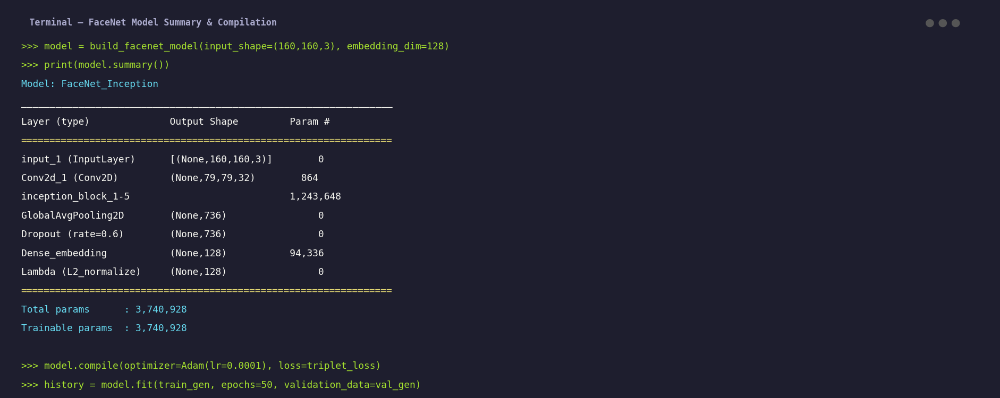 Terminal — FaceNet Model Summary & Compilation
>>> model = build_facenet_model(input_shape=(160,160,3), embedding_dim=128)
>>> print(model.summary())
Model: FaceNet_Inception
_________________________________________________________________
Layer (type)              Output Shape         Param #
=================================================================
input_1 (InputLayer)      [(None,160,160,3)]        0
Conv2d_1 (Conv2D)         (None,79,79,32)        864
inception_block_1-5                            1,243,648
GlobalAvgPooling2D        (None,736)                0
Dropout (rate=0.6)        (None,736)                0
Dense_embedding           (None,128)           94,336
Lambda (L2_normalize)     (None,128)                0
=================================================================
Total params      : 3,740,928
Trainable params  : 3,740,928
>>> model.compile(optimizer=Adam(lr=0.0001), loss=triplet_loss)
>>> history = model.fit(train_gen, epochs=50, validation_data=val_gen)